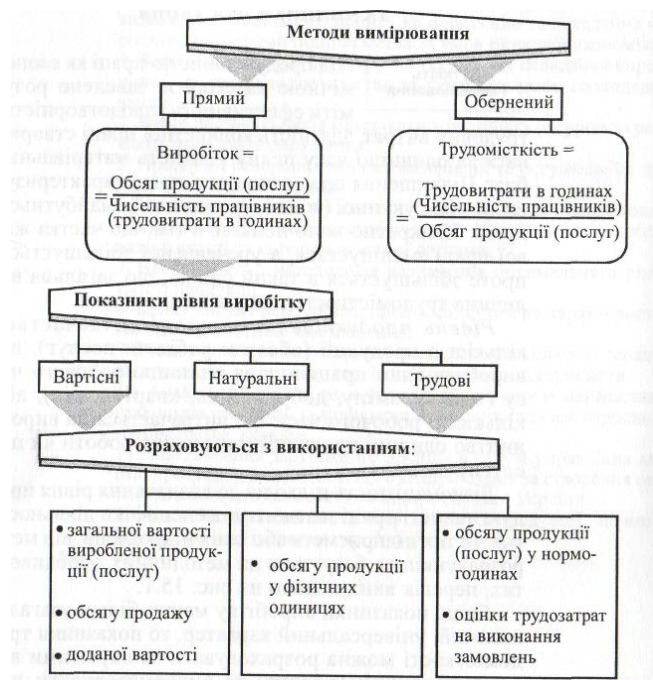 Методи вимірювання
Прямий
Обернений
Виробіток =
= Обсяг продукції (послуг)
Чисельність працівників
(трудовитрати в годинах)
Трудомісткість =
Трудовитрати в годинах
= (Чисельність працівників)
Обсяг продукції (послуг)
Показники рівня виробітку
Вартісні
Натуральні
Трудові
Розраховуються з використанням:
• ринкової вартості
виробленої продук-
ції (послуг)
• обсягу продажу
• доданої вартості
• обсягу продукції
у фізичних
одиницях
• обсягу продукції
(послуг) у нормо-
годинах
• оцінки трудозатрат
на виконання
замовлень